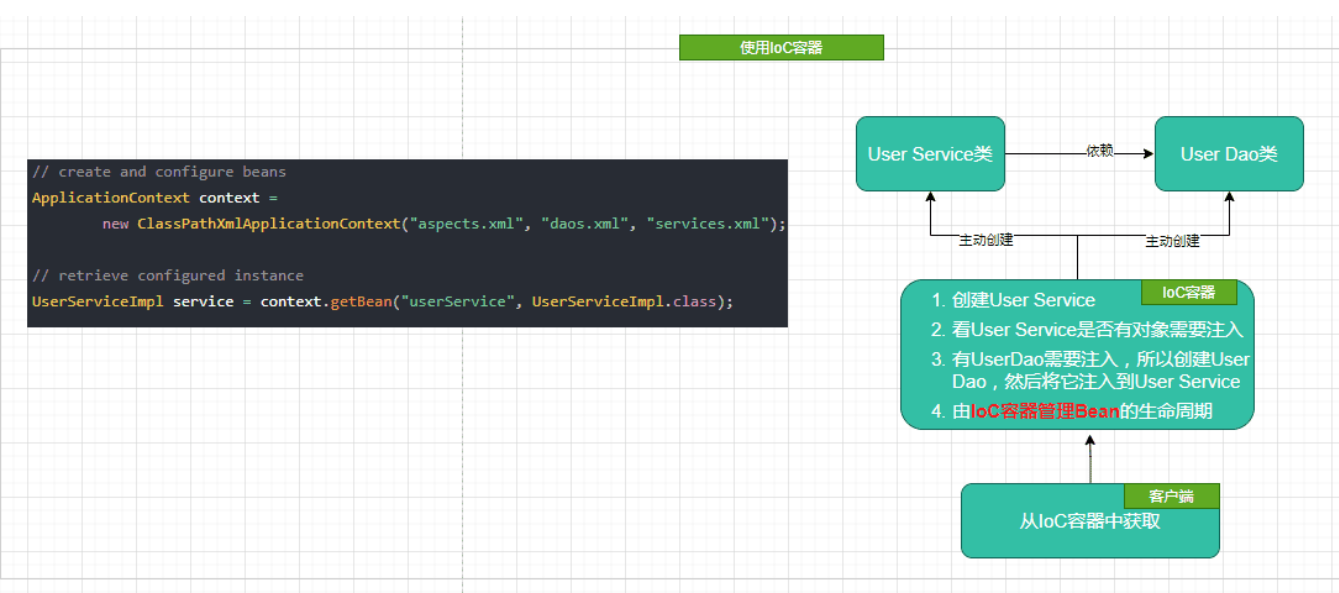 使用IoC容器
// create and configure beans
ApplicationContext context =
new ClassPathXmlApplicationContext("aspects.xml", "daos.xml", "services.xml");
// retrieve configured instance
UserServiceImpl service = context.getBean("userService", UserServiceImpl.class);
User Service类
依赖
User Dao类
主动创建
主动创建
IoC容器
1. 创建User Service
2. 看User Service是否有对象需要注入
3. 有UserDao需要注入，所以创建User
Dao，然后将它注入到User Service
4. 由IoC容器管理Bean的生命周期
客户端
从IoC容器中获取